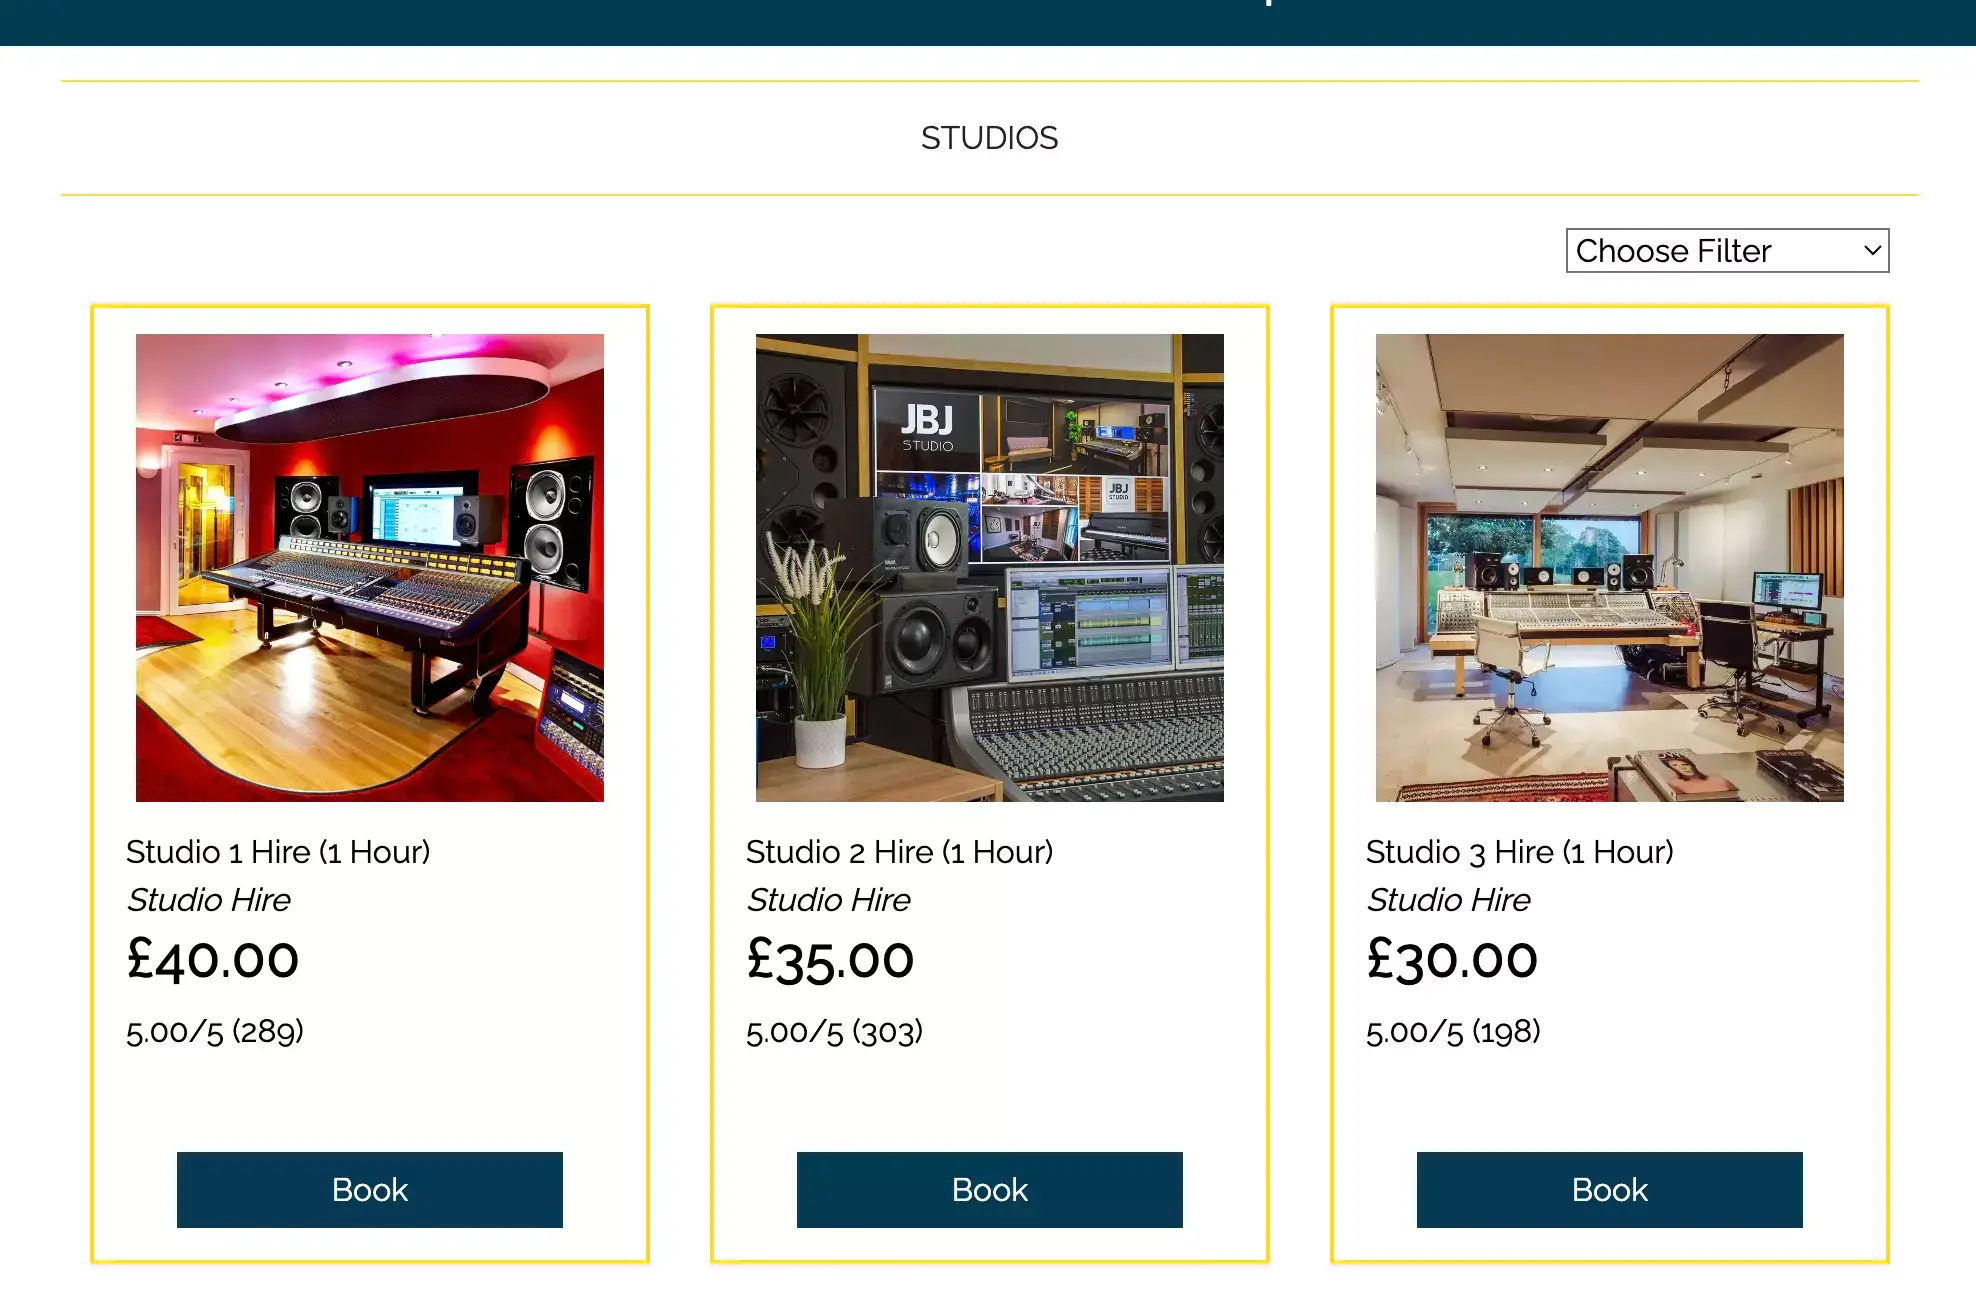 STUDIOS
Choose Filter
JBJ
STUDIO
JBJ
STUDIO
Studio 1 Hire (1 Hour)
Studio Hire
£40.00
5.00/5 (289)
Book
Studio 2 Hire (1 Hour)
Studio Hire
£35.00
5.00/5 (303)
Book
Studio 3 Hire (1 Hour)
Studio Hire
£30.00
5.00/5 (198)
Book